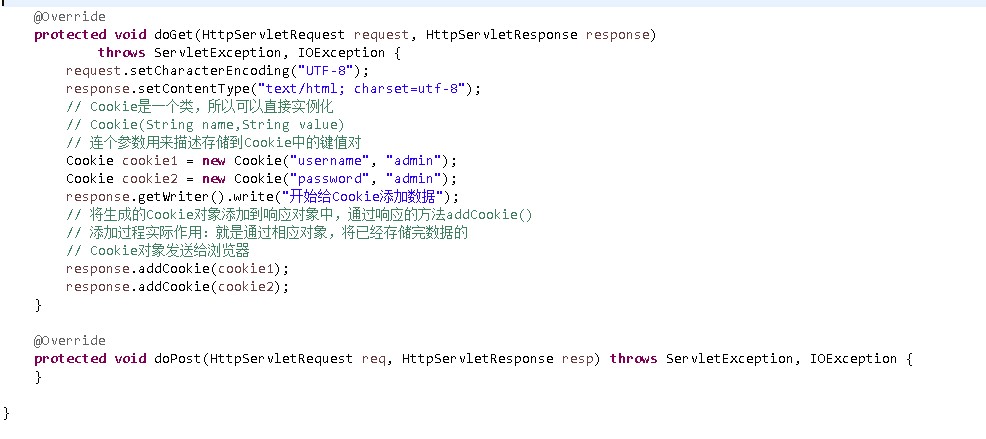 @Override
protected void doGet(HttpServletRequest request, HttpServletResponse response)
throws ServletException, IOException {
request.setCharacterEncoding("UTF-8");
response.setContentType("text/html; charset=utf-8");
// Cookie是一个类，所以可以直接实例化
// Cookie(String name,String value)
// 连个参数用来描述存储到Cookie中的键值对
Cookie cookie1 = new Cookie("username", "admin");
Cookie cookie2 = new Cookie("password", "admin");
response.getWriter().write("开始给Cookie添加数据");
// 将生成的Cookie对象添加到响应对象中，通过响应的方法addCookie()
// 添加过程实际作用：就是通过相应对象，将已经存储完数据的
// Cookie对象发送给浏览器
response.addCookie(cookie1);
response.addCookie(cookie2);
}
@Override
protected void doPost(HttpServletRequest req, HttpServletResponse resp) throws ServletException, IOException {
}
}